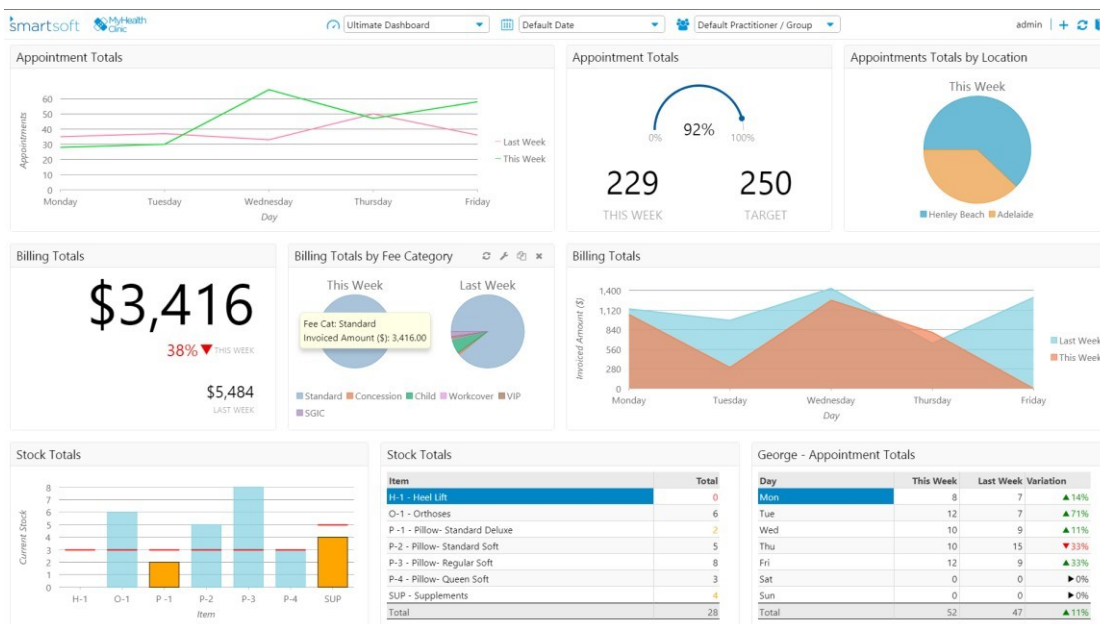 smartsoft MyHealth Clinic Ultimate Dashboard Default Date Default Practitioner / Group admin
Appointment Totals
60
50
40
30
20
10
0
Appointments
Monday Tuesday Wednesday Thursday Friday
Day
Last Week
This Week
Appointment Totals
0% 92% 100%
229 250
THIS WEEK TARGET
Appointments Totals by Location
This Week
Henley Beach Adelaide
Billing Totals
$3,416
38% THIS WEEK
$5,484
LAST WEEK
Billing Totals by Fee Category
This Week Last Week
Fee Cat: Standard
Invoiced Amount ($): 3,416.00
Standard Concession Child Workcover VIP
SGIC
Billing Totals
1,400
1,120
840
560
280
0
Invoiced Amount ($)
Monday Tuesday Wednesday Thursday Friday
Day
Last Week
This Week
Stock Totals
8
7
6
5
4
3
2
1
0
Current Stock
H-1 O-1 P -1 P-2 P-3 P-4 SUP
Item
Stock Totals
Item Total
H-1 - Heel Lift 0
O-1 - Orthoses 6
P -1 - Pillow- Standard Deluxe 2
P-2 - Pillow- Standard Soft 5
P-3 - Pillow- Regular Soft 8
P-4 - Pillow- Queen Soft 3
SUP - Supplements 4
Total 28
George - Appointment Totals
Day This Week Last Week Variation
Mon 8 7 14%
Tue 12 7 71%
Wed 10 9 11%
Thu 10 15 33%
Fri 12 9 33%
Sat 0 0 0%
Sun 0 0 0%
Total 52 47 11%